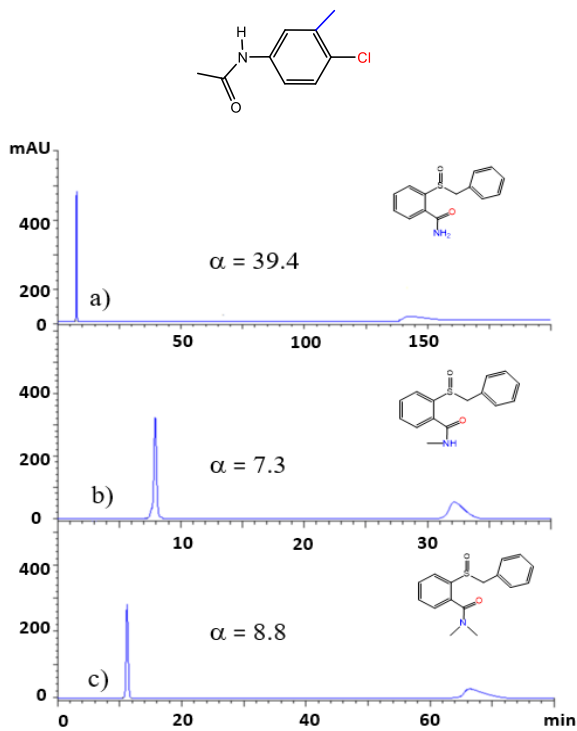 H
N
Cl
O
mAU
O
S
O
NH2
400
α = 39.4
200
a)
0
50 100 150
O
S
O
NH
400
200
α = 7.3
b)
0
10 20 30
O
S
O
N
400
200
α = 8.8
c)
0
0 20 40 60 min